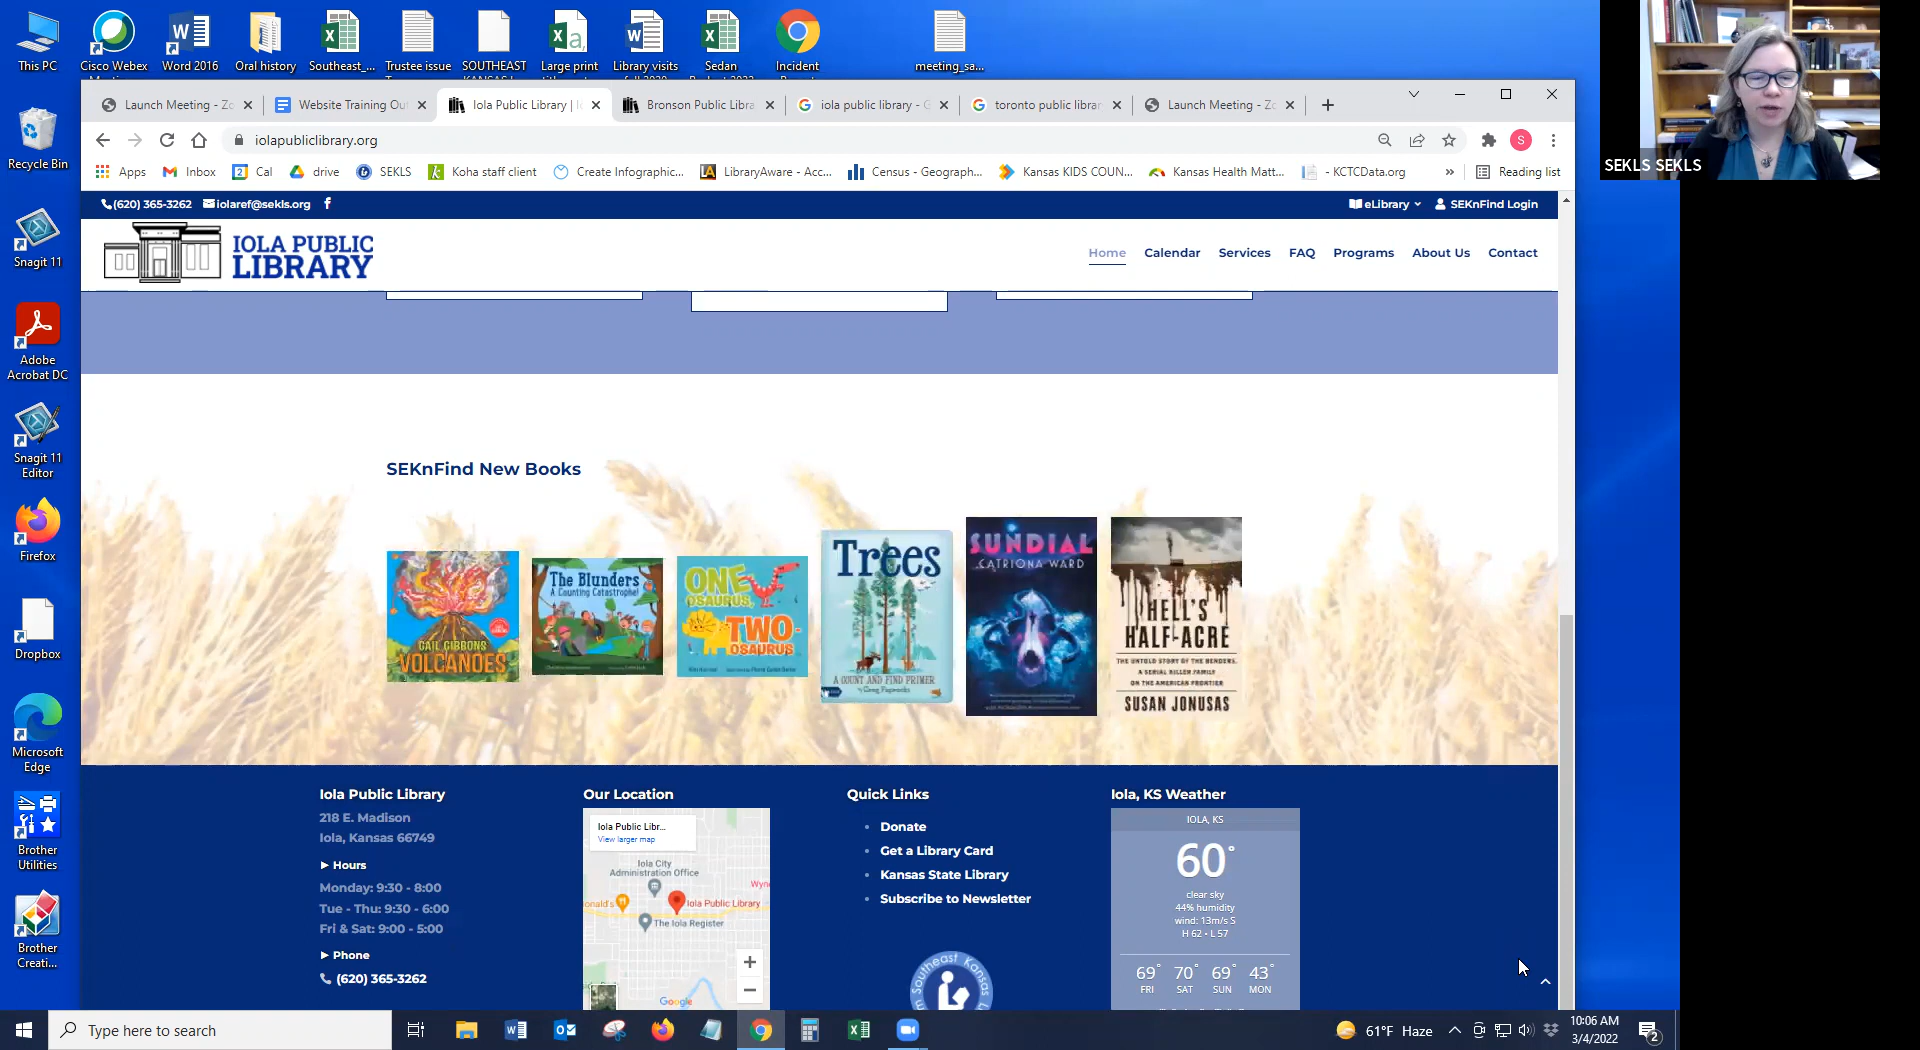 This PC
Cisco Webex
Word 2016
Oral history
Southeast_...
Trustee issue
SOUTHEAST
Large print
Library visits
Sedan
Incident
meeting_sa...
Recycle Bin
Snagit 11
Adobe
Acrobat DC
Snagit 11
Editor
Firefox
Dropbox
Microsoft
Edge
Brother
Utilities
Brother
Creati...
Launch Meeting - Zo
Website Training Ou
Iola Public Library |
Bronson Public Libra
iola public library - G
toronto public librar
Launch Meeting - Zo
iolapubliclibrary.org
S
Apps
Inbox
Cal
drive
SEKLS
Koha staff client
Create Infographic...
LibraryAware - Acc...
Census - Geograph...
Kansas KIDS COUN...
Kansas Health Matt...
- KCTCData.org
»
Reading list
(620) 365-3262 iolaref@sekls.org
eLibrary SEKnFind Login
IOLA PUBLIC
LIBRARY
Home Calendar Services FAQ Programs About Us Contact
SEKnFind New Books
GAIL GIBBONS
VOLCANOES
The Blunders
A Counting Catastrophe!
ONE
OSAURUS,
TWO-
OSAURUS
Trees
A COUNT AND FIND PRIMER
SUNDIAL
CATRIONA WARD
HELL'S
HALF-ACRE
THE UNTOLD STORY OF THE BENDERS,
A SERIAL KILLER FAMILY
ON THE AMERICAN FRONTIER
SUSAN JONUSAS
Iola Public Library
218 E. Madison
Iola, Kansas 66749
Hours
Monday: 9:30 - 8:00
Tue - Thu: 9:30 - 6:00
Fri & Sat: 9:00 - 5:00
Phone
(620) 365-3262
Our Location
Iola Public Libr...
View larger map
Iola City
Administration Office
onald's
Iola Public Library
The Iola Register
Google
Quick Links
Donate
Get a Library Card
Kansas State Library
Subscribe to Newsletter
Southeast Kansas
Iola, KS Weather
IOLA, KS
60°
clear sky
44% humidity
wind: 13m/s S
H 62 • L 57
69° 70° 69° 43°
FRI SAT SUN MON
Type here to search
61°F Haze
10:06 AM
3/4/2022
2
SEKLS SEKLS